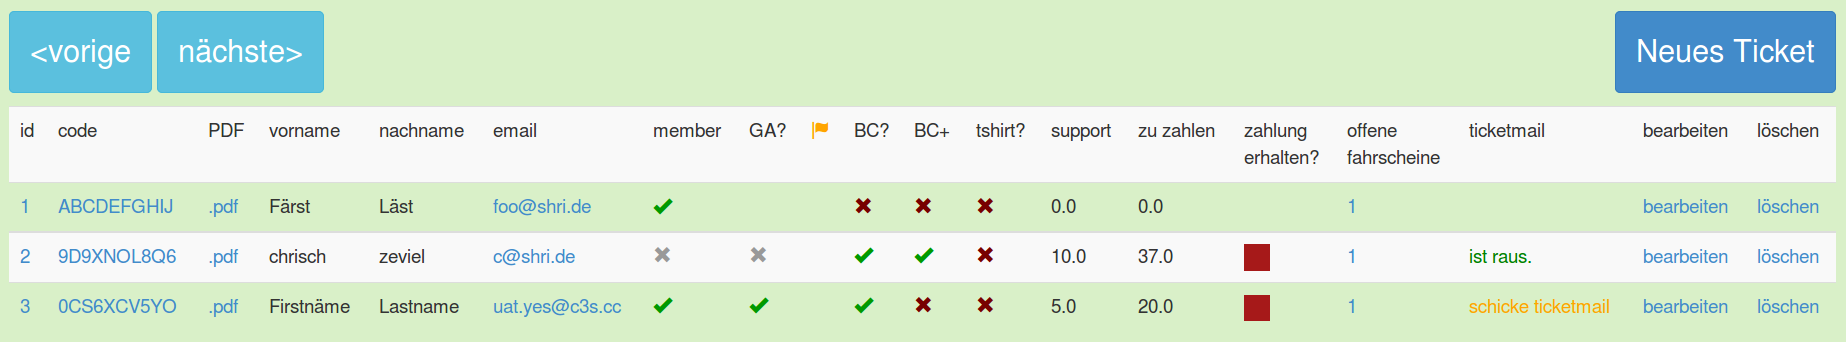 <vorige nächste> Neues Ticket
id code PDF vorname nachname email member GA? BC? BC+ tshirt? support zu zahlen zahlung erhalten? offene fahrscheine ticketmail bearbeiten löschen
1 ABCDEFGHIJ .pdf Färst Läst foo@shri.de 0.0 0.0 1 bearbeiten löschen
2 9D9XNOL8Q6 .pdf chrisch zeviel c@shri.de 10.0 37.0 1 ist raus. bearbeiten löschen
3 0CS6XCV5YO .pdf Firstnäme Lastname uat.yes@c3s.cc 5.0 20.0 1 schicke ticketmail bearbeiten löschen